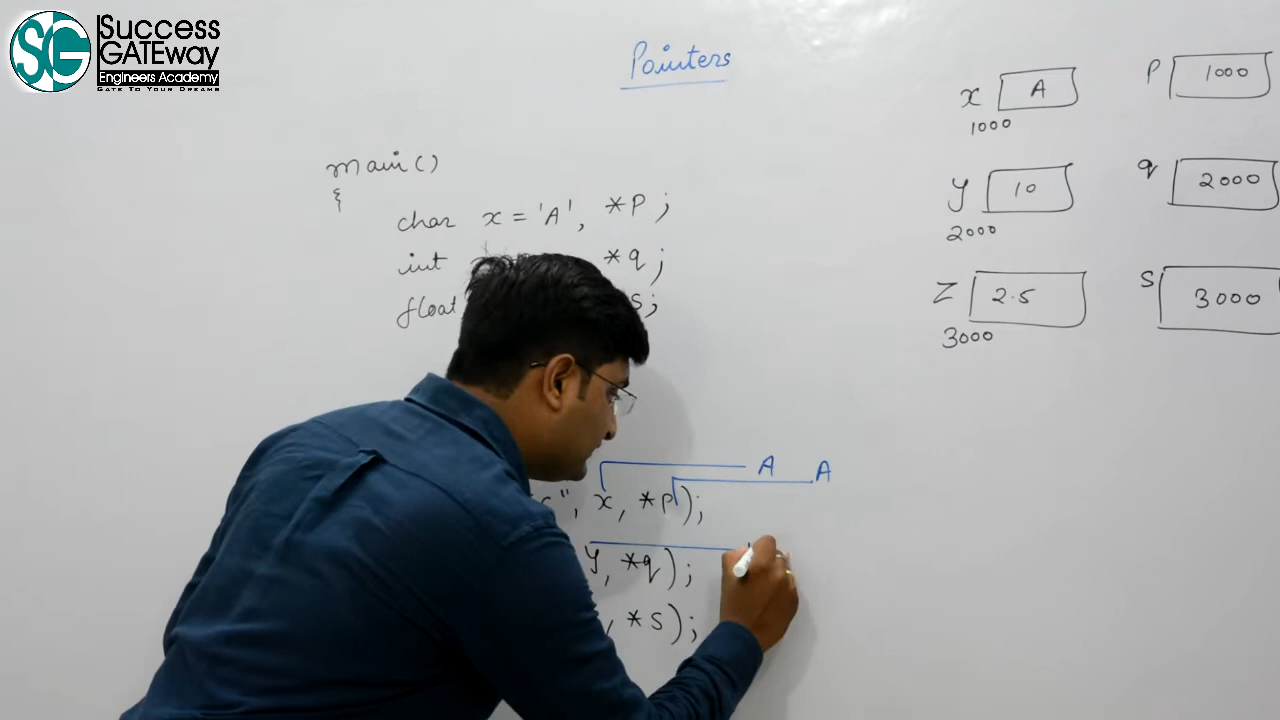 SG
Success
GATEway
Engineers Academy
GATE TO YOUR DREAMS
Pointers
main()
{
char x = 'A', *P;
int *q;
float s;
A A
c", x, *P);
y, *q);
, *s);
x A
1000
P 1000
y 10
2000
q 2000
Z 2.5
3000
s 3000